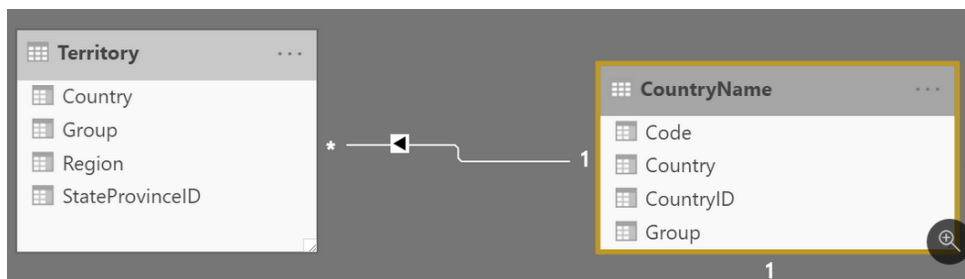 Territory
Country
Group
Region
StateProvinceID
*
1
CountryName
Code
Country
CountryID
Group
1